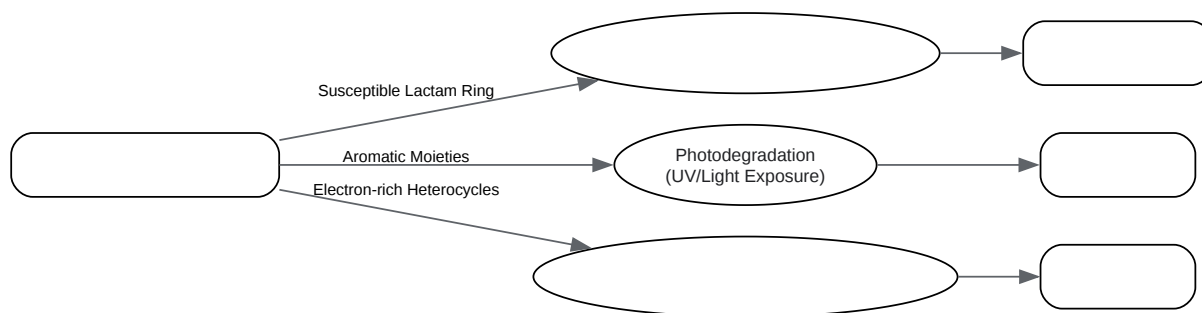 Susceptible Lactam Ring
Aromatic Moieties
Photodegradation
(UV/Light Exposure)
Electron-rich Heterocycles